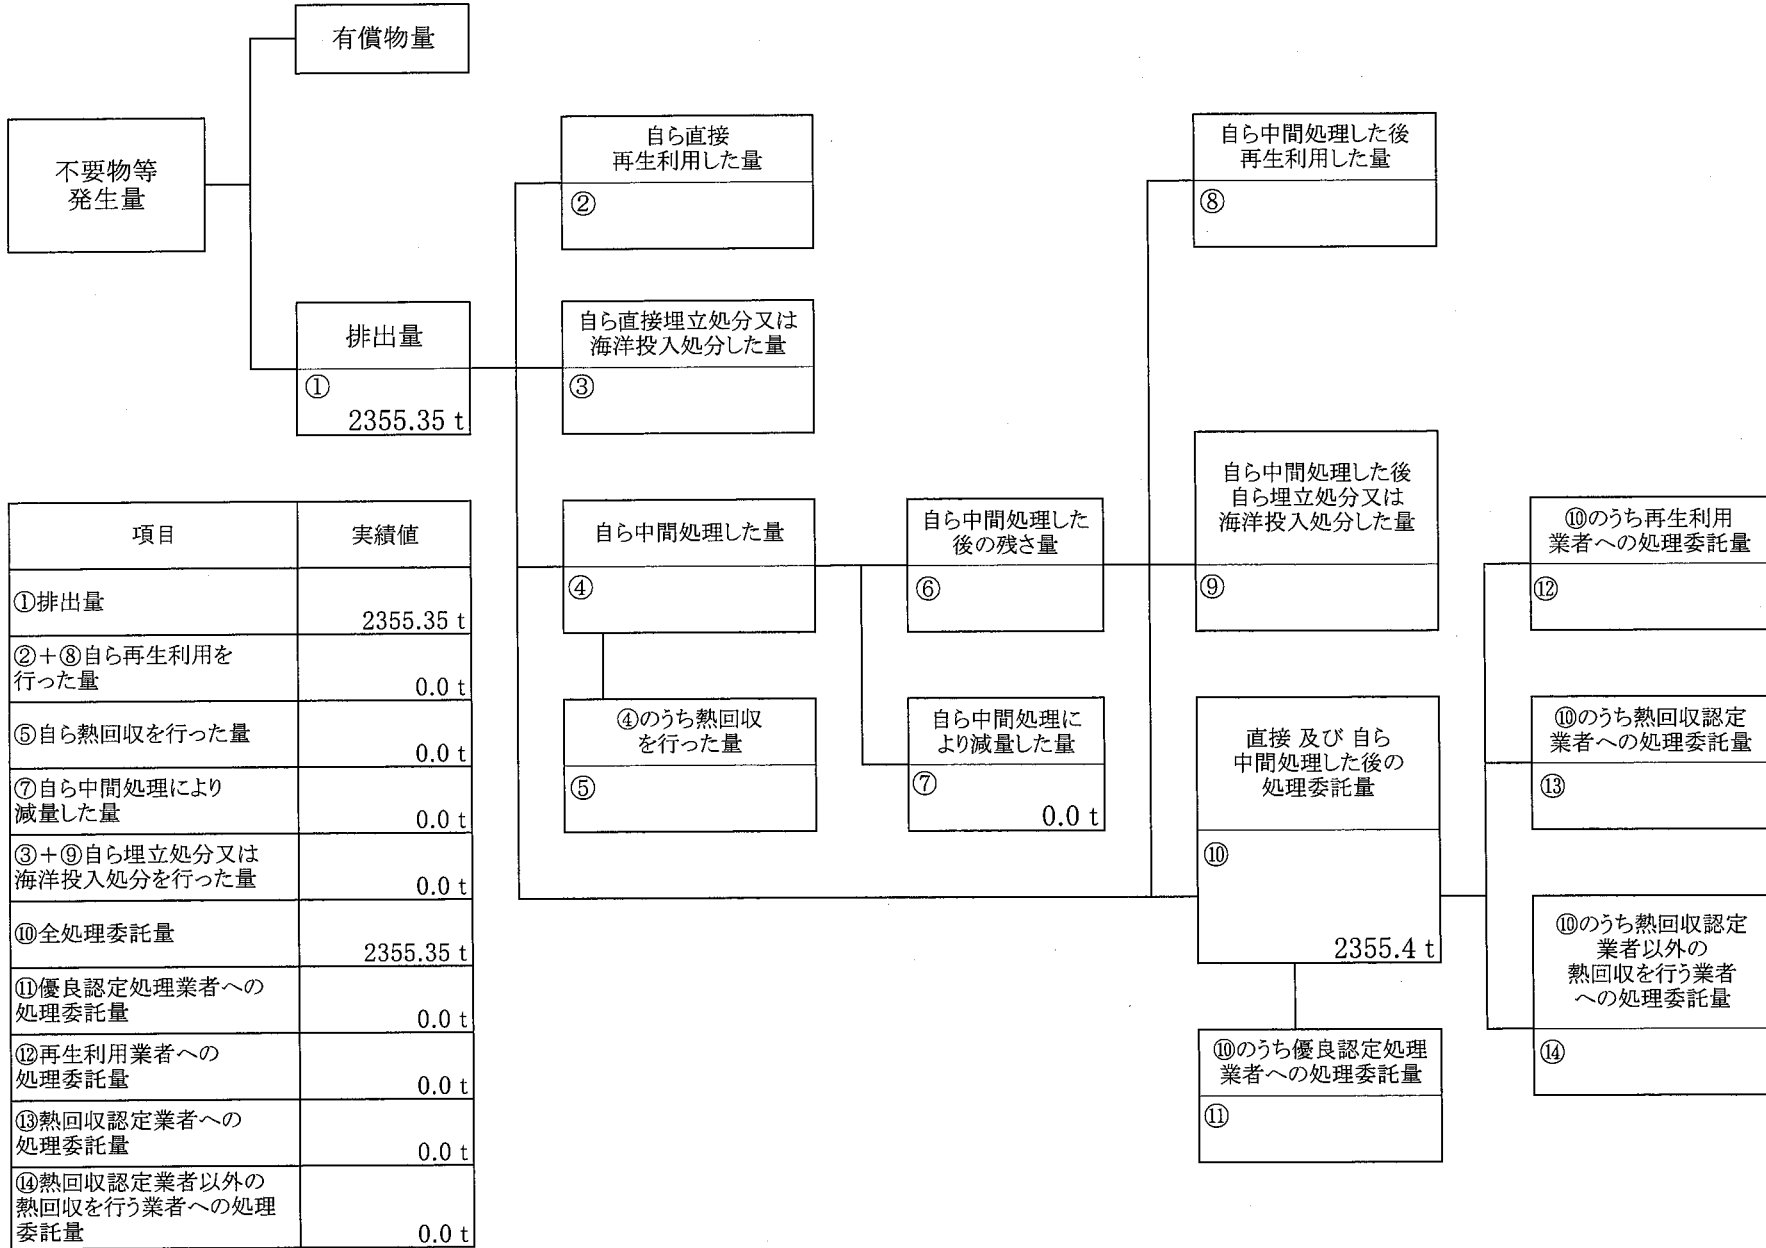 有償物量
不要物等
発生量
排出量
①
2355.35 t
自ら直接
再生利用した量
②
自ら直接埋立処分又は
海洋投入処分した量
③
自ら中間処理した量
④
④のうち熱回収
を行った量
⑤
自ら中間処理した
後の残さ量
⑥
自ら中間処理に
より減量した量
⑦
0.0 t
自ら中間処理した後
再生利用した量
⑧
自ら中間処理した後
自ら埋立処分又は
海洋投入処分した量
⑨
直接 及び 自ら
中間処理した後の
処理委託量
⑩
2355.4 t
⑩のうち優良認定処理
業者への処理委託量
⑪
⑩のうち再生利用
業者への処理委託量
⑫
⑩のうち熱回収認定
業者への処理委託量
⑬
⑩のうち熱回収認定
業者以外の
熱回収を行う業者
への処理委託量
⑭
項目 実績値
①排出量
2355.35 t
②+⑧自ら再生利用を
行った量
0.0 t
⑤自ら熱回収を行った量
0.0 t
⑦自ら中間処理により
減量した量
0.0 t
③+⑨自ら埋立処分又は
海洋投入処分を行った量
0.0 t
⑩全処理委託量
2355.35 t
⑪優良認定処理業者への
処理委託量
0.0 t
⑫再生利用業者への
処理委託量
0.0 t
⑬熱回収認定業者への
処理委託量
0.0 t
⑭熱回収認定業者以外の
熱回収を行う業者への処理
委託量
0.0 t